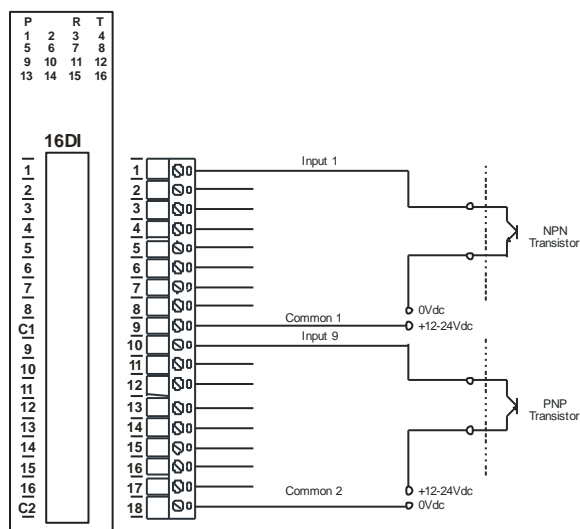 P R T
1 2 3 4
5 6 7 8
9 10 11 12
13 14 15 16
16DI
1 1 Input 1
2 2
3 3
4 4
5 5
6 6
7 7
8 8
C1 9 Common 1
9 10 Input 9
10 11
11 12
12 13
13 14
14 15
15 16
16 17
C2 18 Common 2
NPN
Transistor
0Vdc
+12-24Vdc
PNP
Transistor
+12-24Vdc
0Vdc